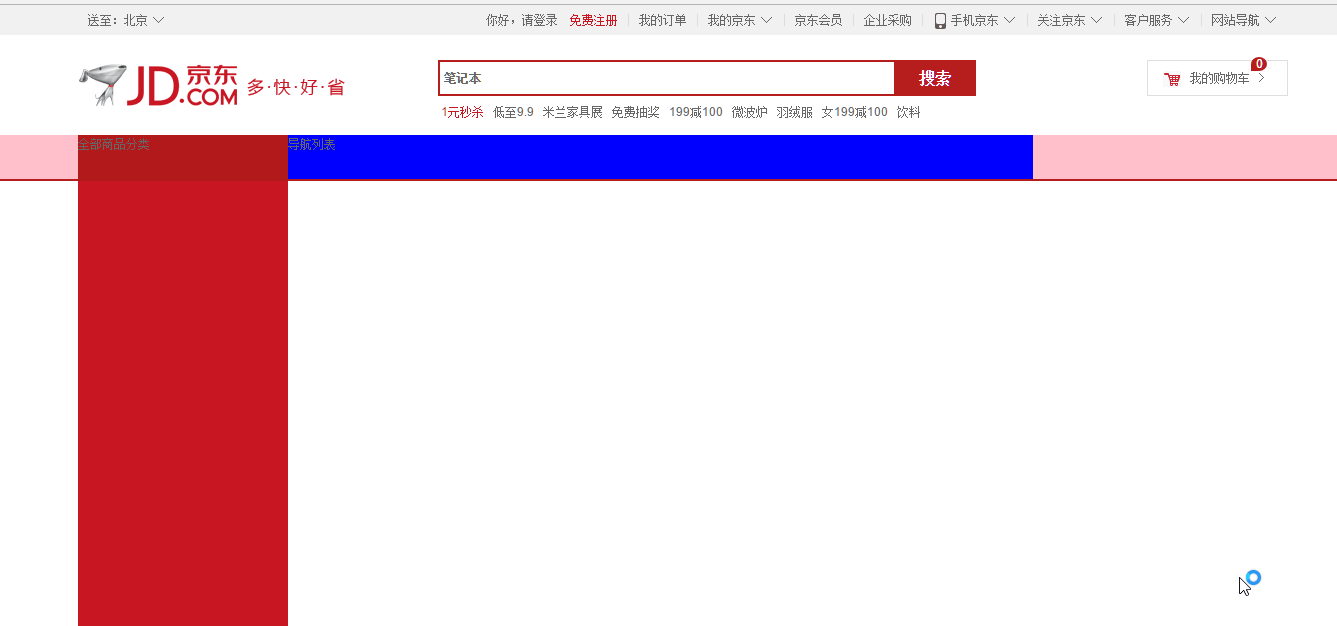 送至：北京 你好，请登录 免费注册 我的订单 我的京东 京东会员 企业采购 手机京东 关注京东 客户服务 网站导航
JD.COM 京东 多·快·好·省
笔记本 搜索
0
我的购物车
1元秒杀 低至9.9 米兰家具展 免费抽奖 199减100 微波炉 羽绒服 女199减100 饮料
全部商品分类 导航列表